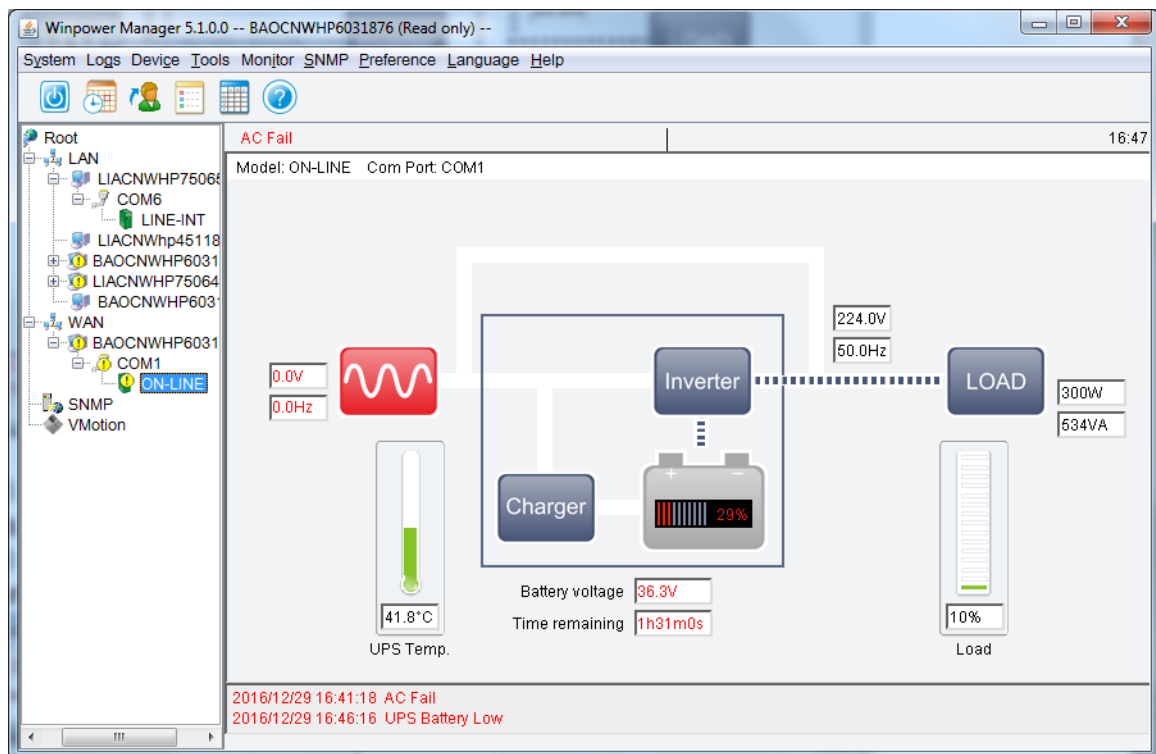 Winpower Manager 5.1.0.0 -- BAOCNWHP6031876 (Read only) --
System Logs Device Tools Monitor SNMP Preference Language Help
Root
LAN
LIACNWHP7506
COM6
LINE-INT
LIACNWhp45118
BAOCNWHP6031
LIACNWHP75064
BAOCNWHP603
WAN
BAOCNWHP6031
COM1
ON-LINE
SNMP
VMotion
AC Fail 16:47
Model: ON-LINE Com Port: COM1
224.0V
50.0Hz
0.0V
0.0Hz
Inverter
LOAD
300W
534VA
Charger
+ −
29%
Battery voltage 36.3V
Time remaining 1h31m0s
41.8°C
UPS Temp.
10%
Load
2016/12/29 16:41:18 AC Fail
2016/12/29 16:46:16 UPS Battery Low